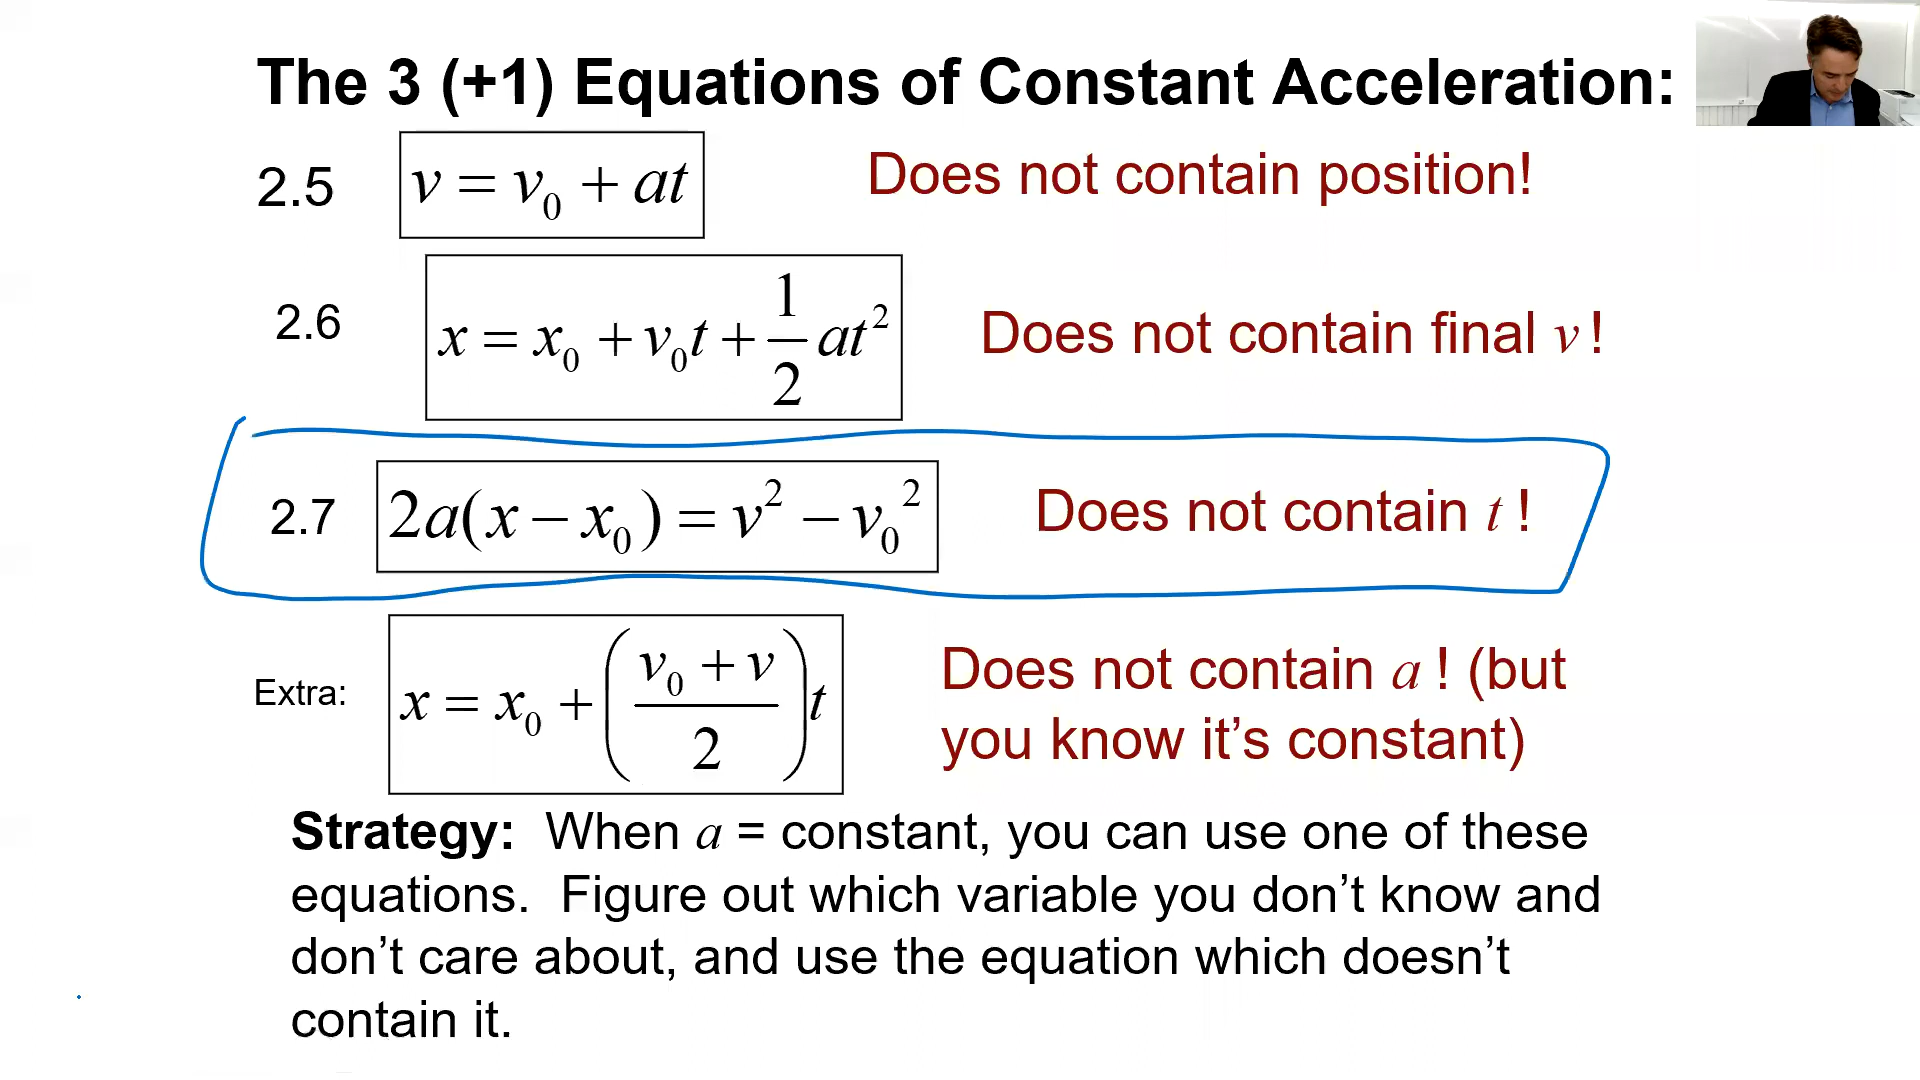 The 3 (+1) Equations of Constant Acceleration:
2.5 v = v₀ + at Does not contain position!
2.6 x = x₀ + v₀t + 1/2 at² Does not contain final v !
2.7 2a(x − x₀) = v² − v₀² Does not contain t !
Extra: x = x₀ + ((v₀ + v)/2)t Does not contain a ! (but
you know it’s constant)
Strategy: When a = constant, you can use one of these
equations. Figure out which variable you don’t know and
don’t care about, and use the equation which doesn’t
contain it.